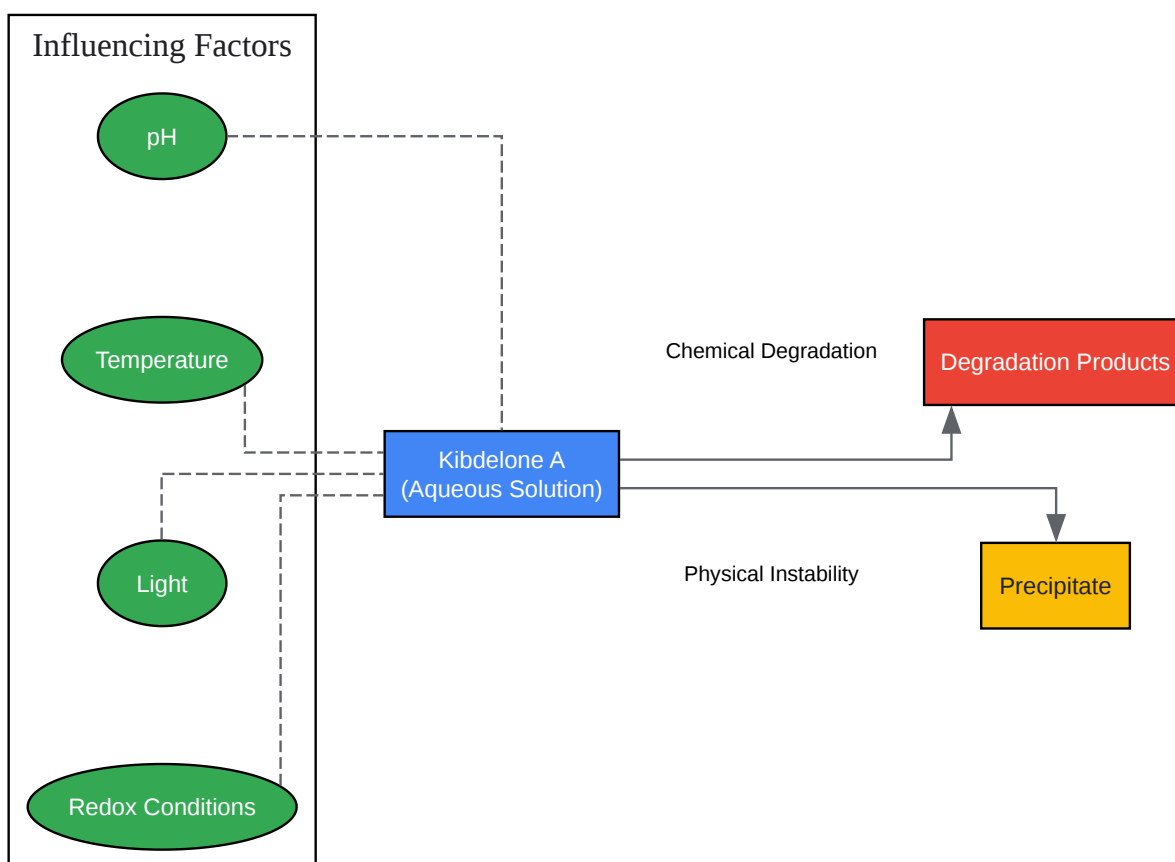 Influencing Factors
pH
Temperature
Light
Redox Conditions
Kibdelone A
(Aqueous Solution)
Chemical Degradation
Degradation Products
Physical Instability
Precipitate